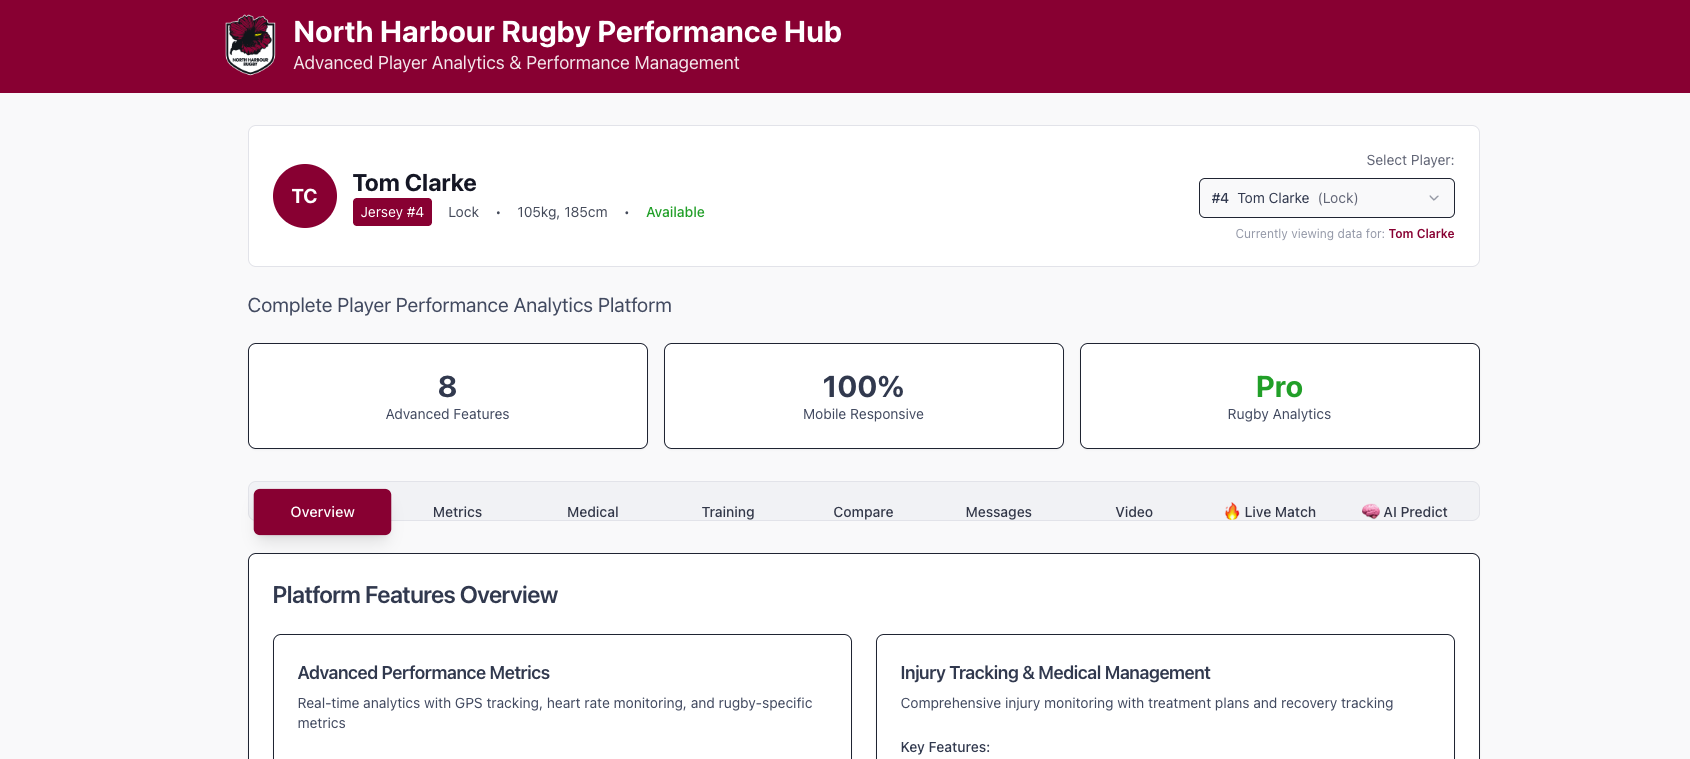 NORTH HARBOUR
RUGBY
North Harbour Rugby Performance Hub
Advanced Player Analytics & Performance Management
TC
Tom Clarke
Jersey #4 Lock • 105kg, 185cm • Available
Select Player:
#4 Tom Clarke (Lock)
Currently viewing data for: Tom Clarke
Complete Player Performance Analytics Platform
8
Advanced Features
100%
Mobile Responsive
Pro
Rugby Analytics
Overview Metrics Medical Training Compare Messages Video 🔥 Live Match 🧠 AI Predict
Platform Features Overview
Advanced Performance Metrics
Real-time analytics with GPS tracking, heart rate monitoring, and rugby-specific
metrics
Injury Tracking & Medical Management
Comprehensive injury monitoring with treatment plans and recovery tracking
Key Features: